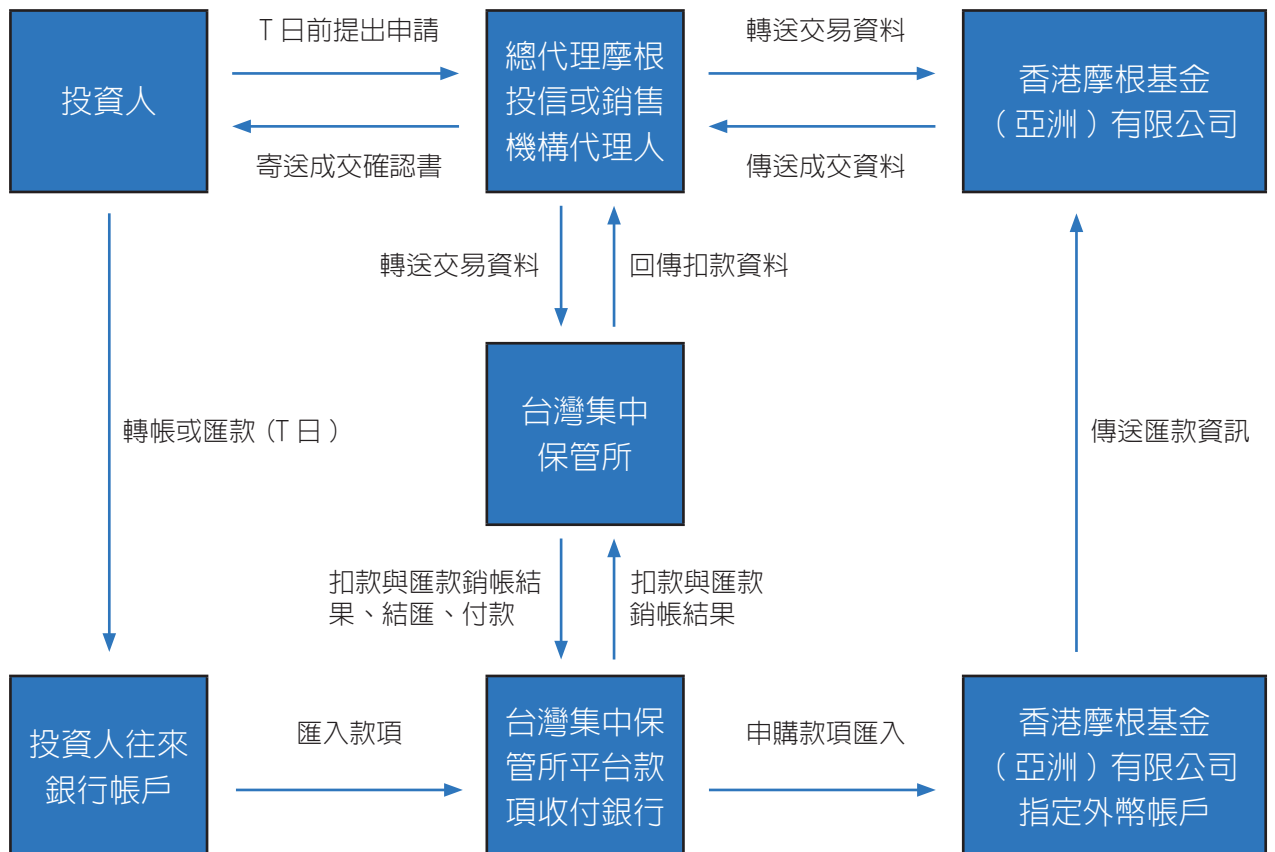 T 日前提出申請
轉送交易資料
投資人
總代理摩根
投信或銷售
機構代理人
香港摩根基金
（亞洲）有限公司
寄送成交確認書
傳送成交資料
轉送交易資料
回傳扣款資料
轉帳或匯款 (T 日 )
台灣集中
保管所
傳送匯款資訊
扣款與匯款銷帳結
果、結匯、付款
扣款與匯款
銷帳結果
投資人往來
銀行帳戶
匯入款項
台灣集中保
管所平台款
項收付銀行
申購款項匯入
香港摩根基金
（亞洲）有限公司
指定外幣帳戶